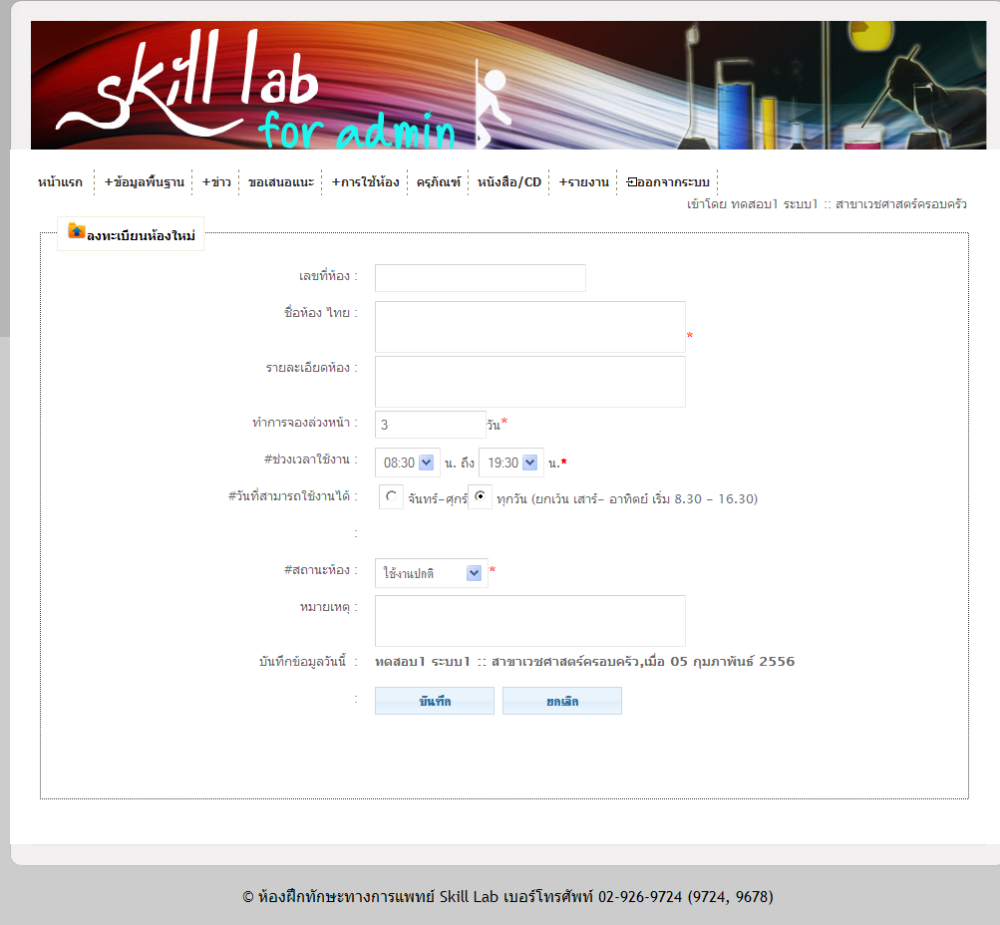 skill lab
for admin
หน้าแรก +ข้อมูลพื้นฐาน +ข่าว ขอเสนอแนะ +การใช้ห้อง ครุภัณฑ์ หนังสือ/CD +รายงาน ออกจากระบบ
เข้าโดย ทดสอบ1 ระบบ1 :: สาขาเวชศาสตร์ครอบครัว
ลงทะเบียนห้องใหม่
เลขที่ห้อง :
ชื่อห้อง ไทย : *
รายละเอียดห้อง :
ทำการจองล่วงหน้า : 3 วัน*
#ช่วงเวลาใช้งาน : 08:30 น. ถึง 19:30 น.*
#วันที่สามารถใช้งานได้ : จันทร์-ศุกร์ ทุกวัน (ยกเว้น เสาร์- อาทิตย์ เริ่ม 8.30 - 16.30)
:
#สถานะห้อง : ใช้งานปกติ *
หมายเหตุ :
บันทึกข้อมูลวันนี้ : ทดสอบ1 ระบบ1 :: สาขาเวชศาสตร์ครอบครัว,เมื่อ 05 กุมภาพันธ์ 2556
: บันทึก ยกเลิก
© ห้องฝึกทักษะทางการแพทย์ Skill Lab เบอร์โทรศัพท์ 02-926-9724 (9724, 9678)